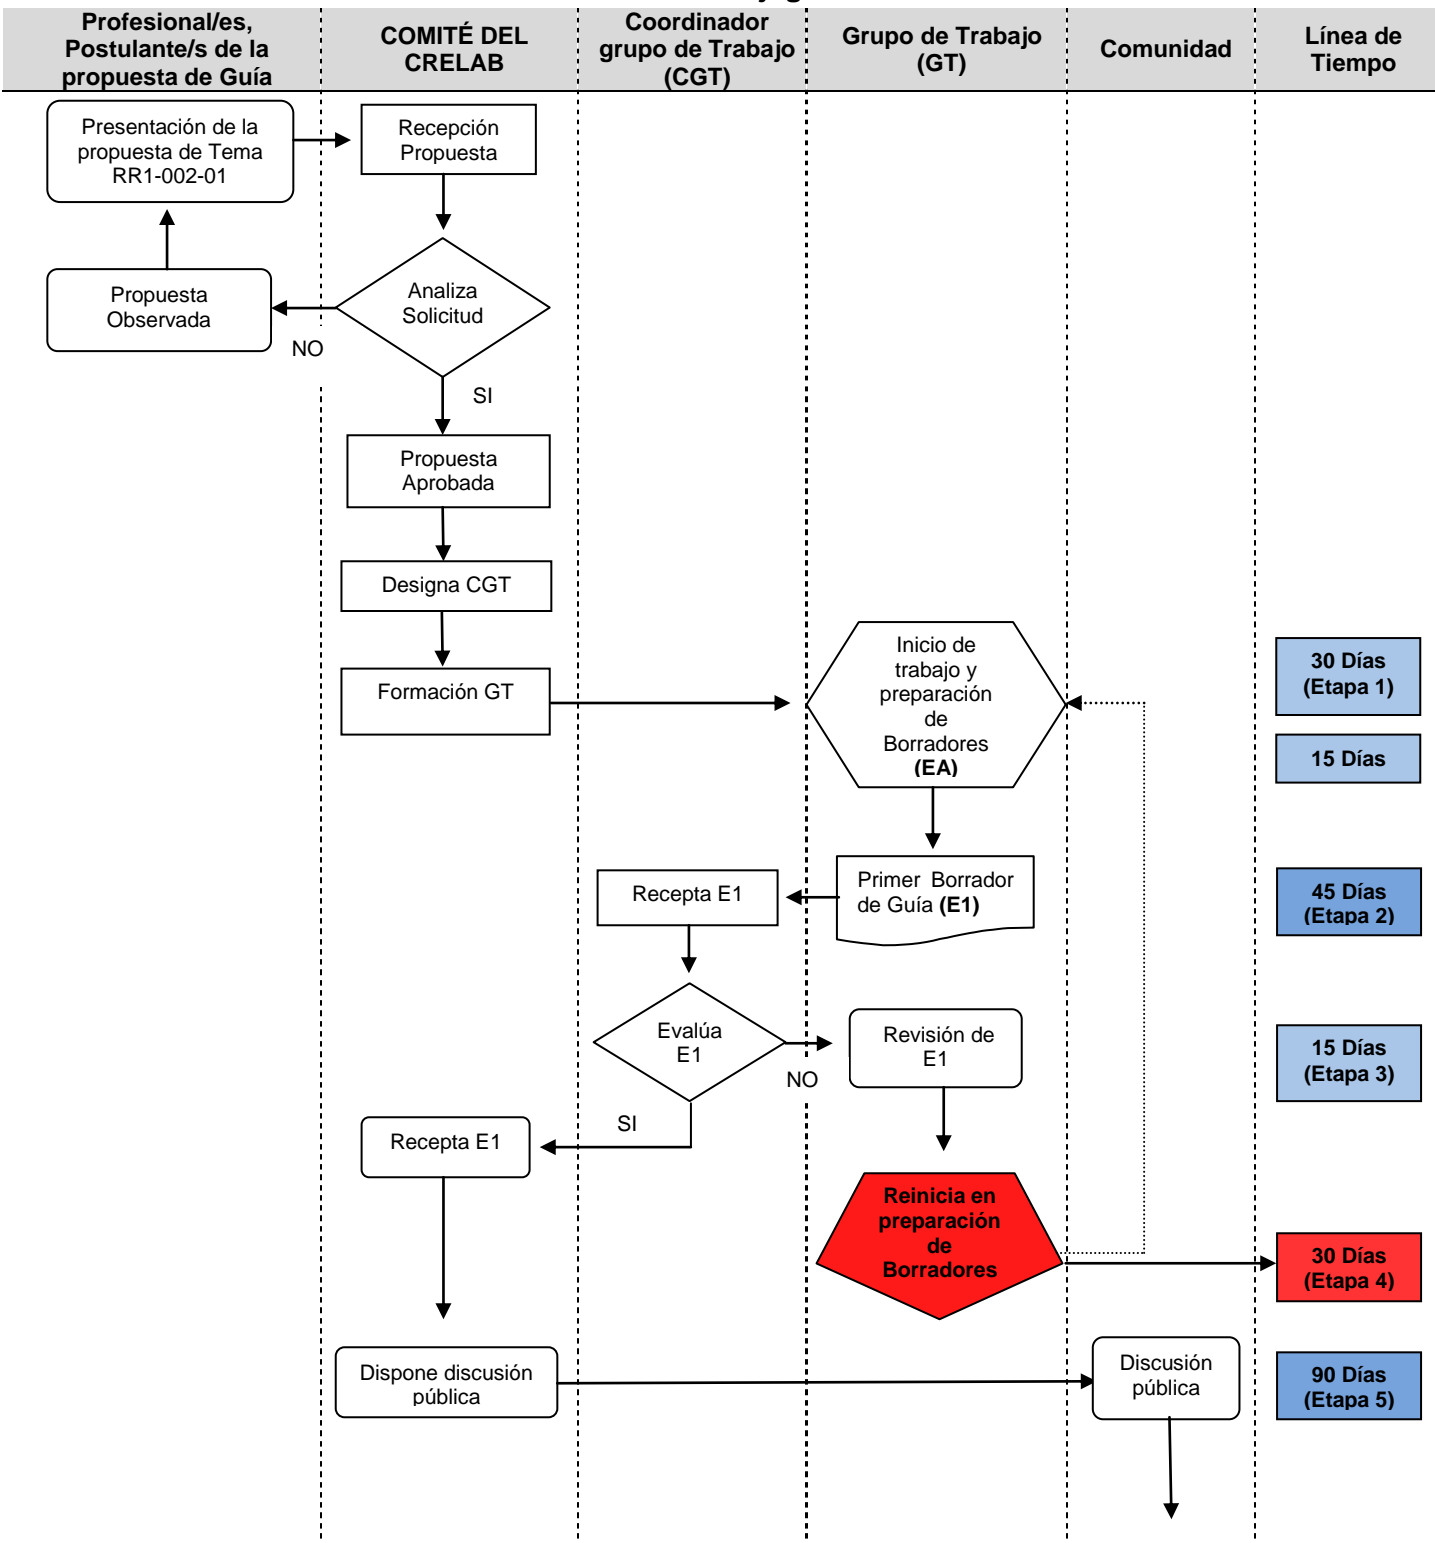 Profesional/es,
Postulante/s de la
propuesta de Guía
COMITÉ DEL
CRELAB
Coordinador
grupo de Trabajo
(CGT)
Grupo de Trabajo
(GT)
Comunidad
Línea de
Tiempo
Presentación de la
propuesta de Tema
RR1-002-01
Recepción
Propuesta
Propuesta
Observada
Analiza
Solicitud
NO
SI
Propuesta
Aprobada
Designa CGT
Formación GT
Inicio de
trabajo y
preparación
de
Borradores
(EA)
30 Días
(Etapa 1)
15 Días
Recepta E1
Primer Borrador
de Guía (E1)
45 Días
(Etapa 2)
Evalúa
E1
NO
Revisión de
E1
15 Días
(Etapa 3)
SI
Recepta E1
Reinicia en
preparación
de
Borradores
30 Días
(Etapa 4)
Dispone discusión
pública
Discusión
pública
90 Días
(Etapa 5)